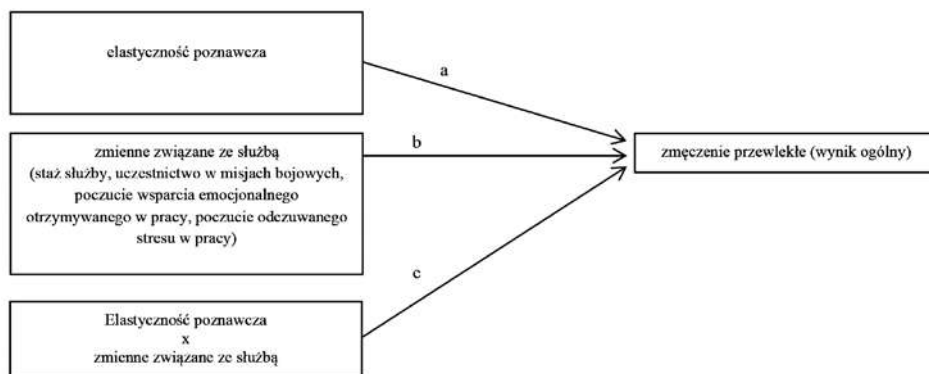 elastyczność poznawcza
a
zmienne związane ze służbą
(staż służby, uczestnictwo w misjach bojowych,
poczucie wsparcia emocjonalnego
otrzymywanego w pracy, poczucie odczuwanego
stresu w pracy)
b
zmęczenie przewlekłe (wynik ogólny)
c
Elastyczność poznawcza
x
zmienne związane ze służbą